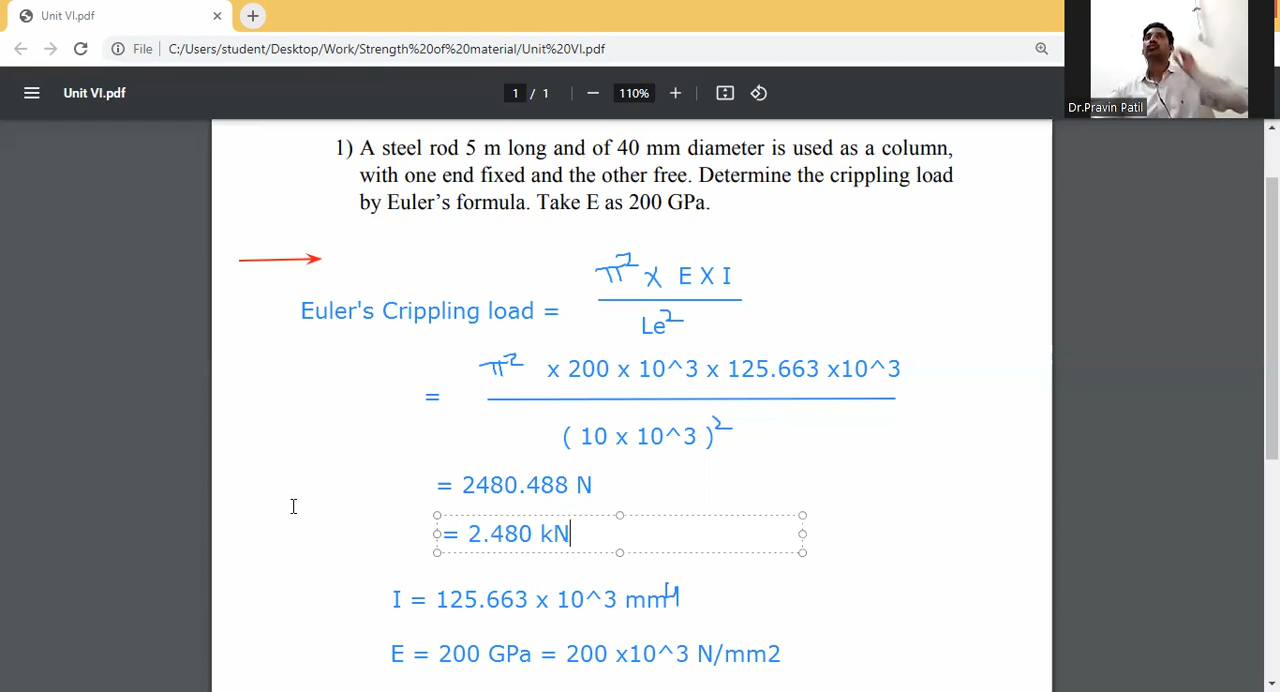 Unit VI.pdf
File C:/Users/student/Desktop/Work/Strength%20of%20material/Unit%20VI.pdf
Unit VI.pdf 1 / 1 110%
Dr.Pravin Patil
1) A steel rod 5 m long and of 40 mm diameter is used as a column,
with one end fixed and the other free. Determine the crippling load
by Euler's formula. Take E as 200 GPa.
π² x E X I
Euler's Crippling load =
Le²
π² x 200 x 10^3 x 125.663 x10^3
=
( 10 x 10^3 )²
= 2480.488 N
= 2.480 kN
I = 125.663 x 10^3 mm4
E = 200 GPa = 200 x10^3 N/mm2